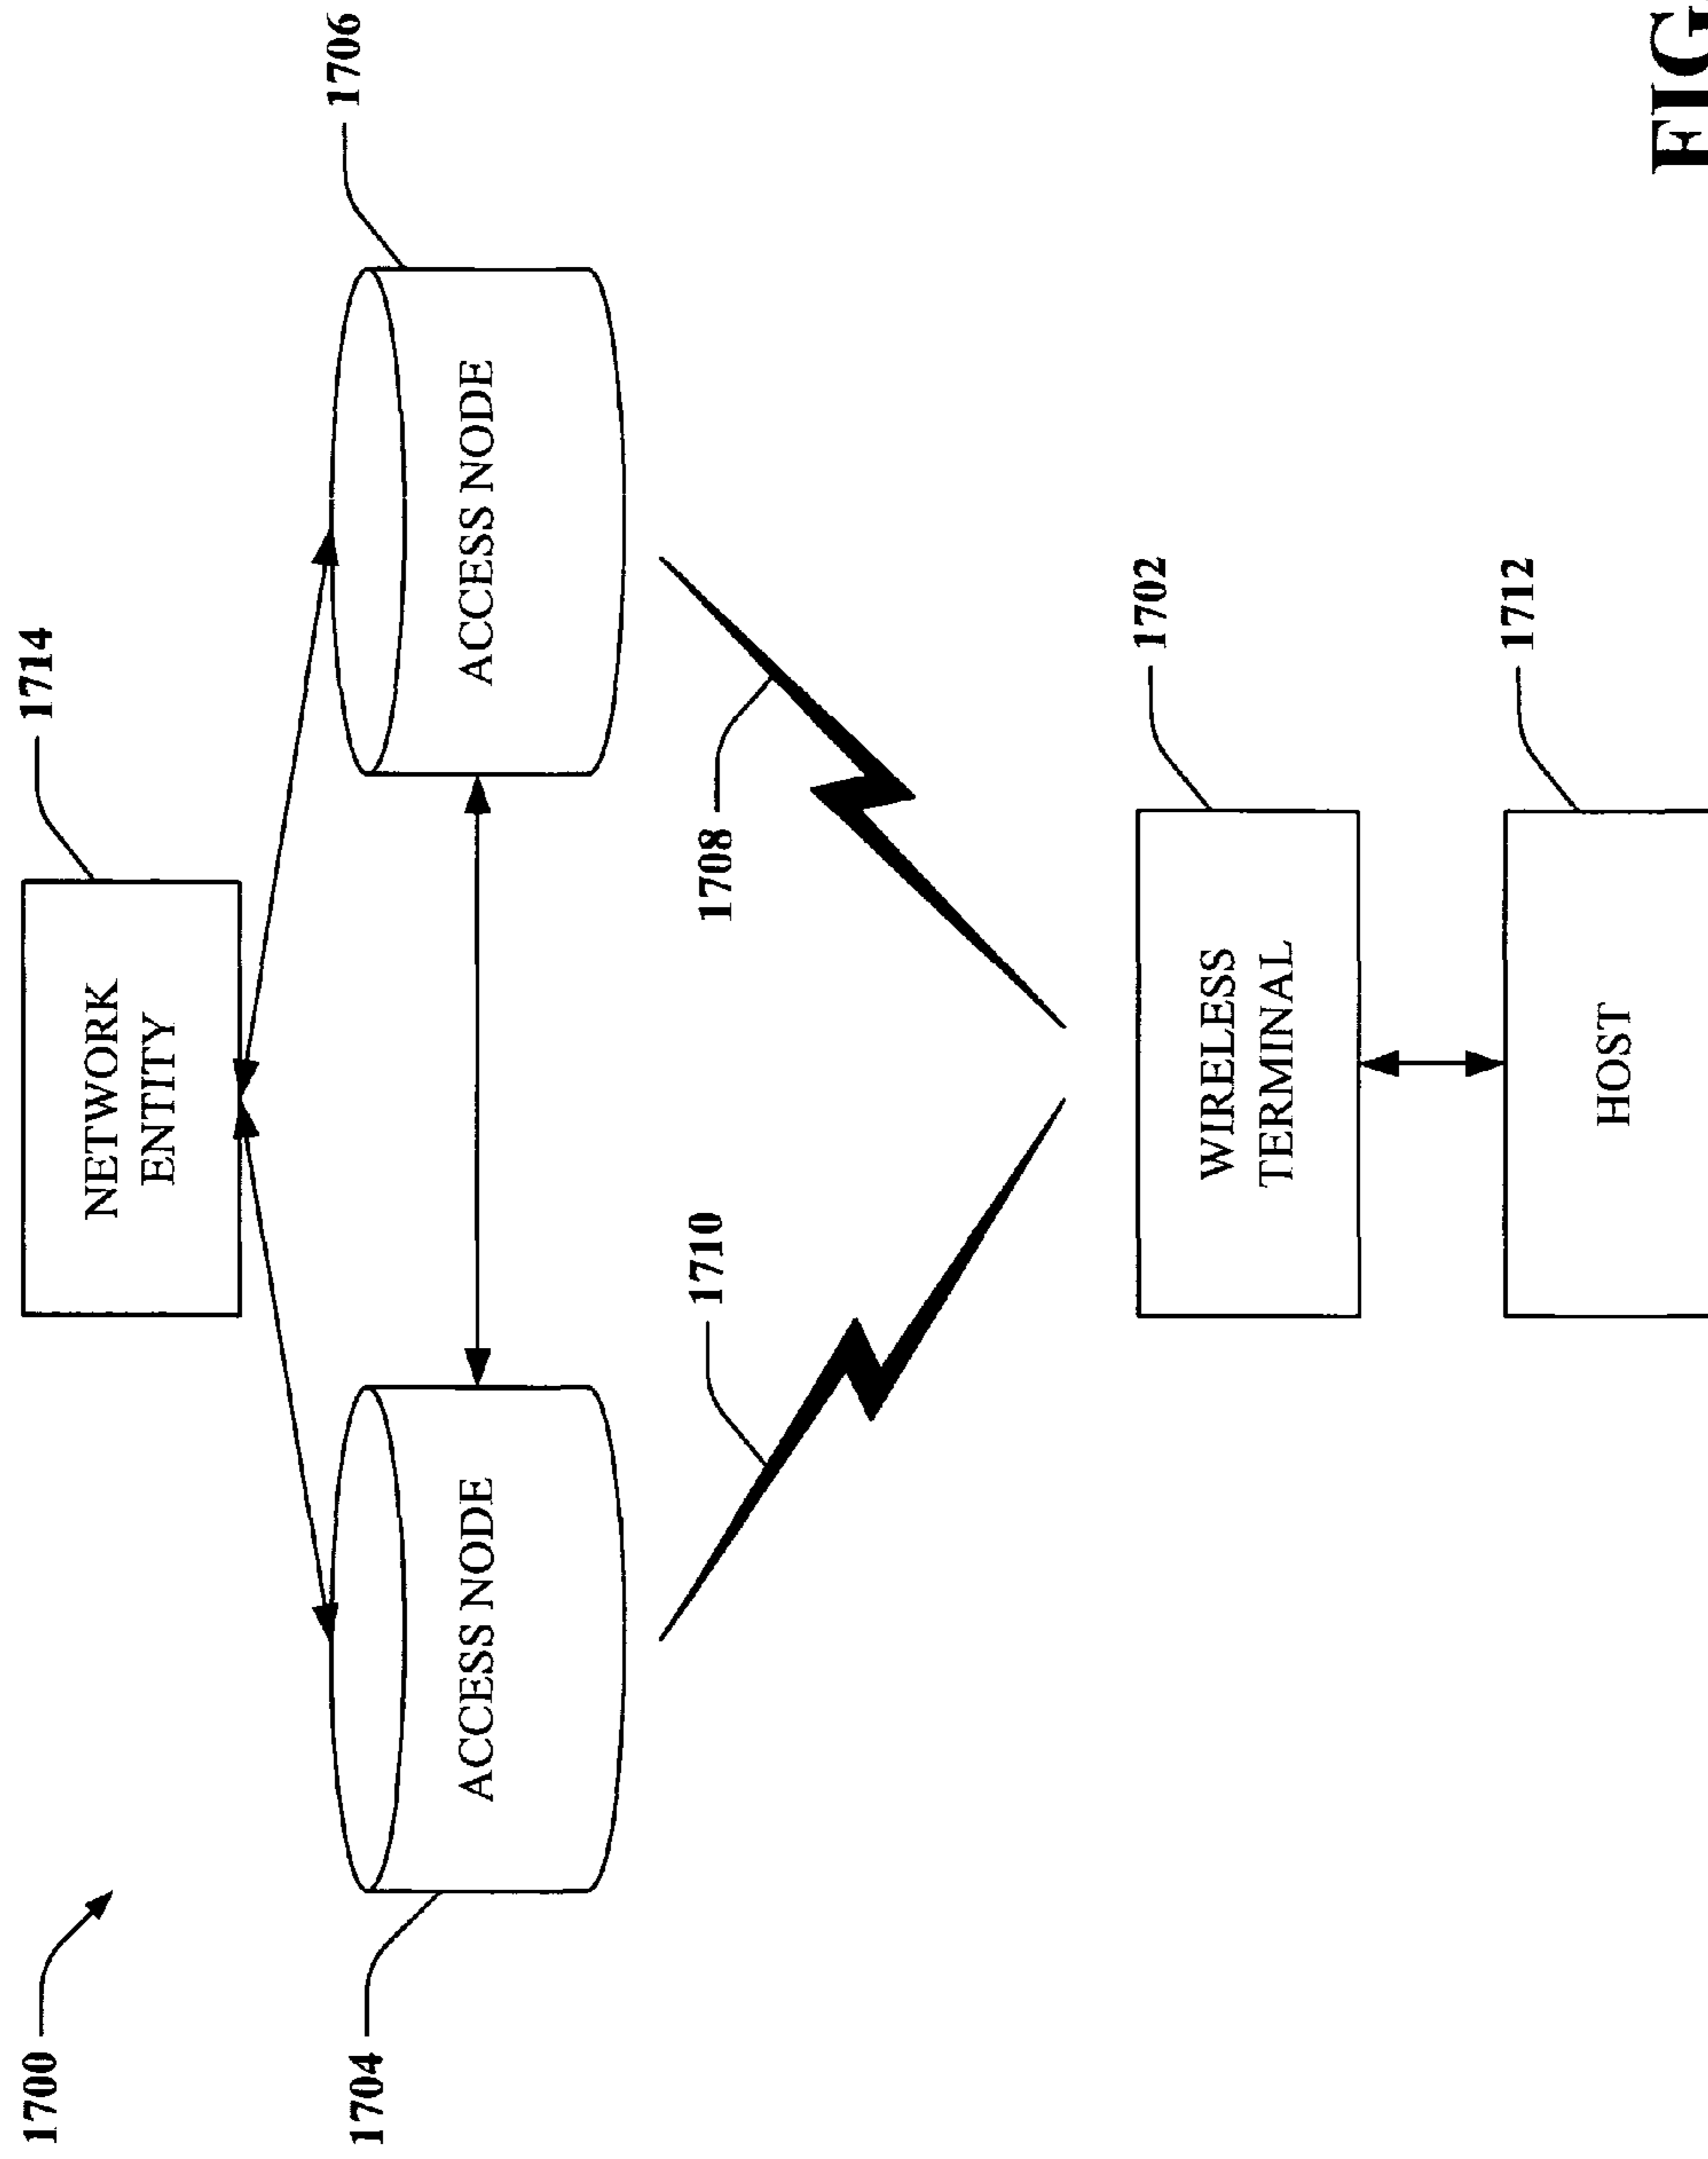 1700
1714
NETWORK
ENTITY
1706
1704
ACCESS NODE
ACCESS NODE
1710
1708
WIRELESS
TERMINAL
1702
HOST
1712
FIG